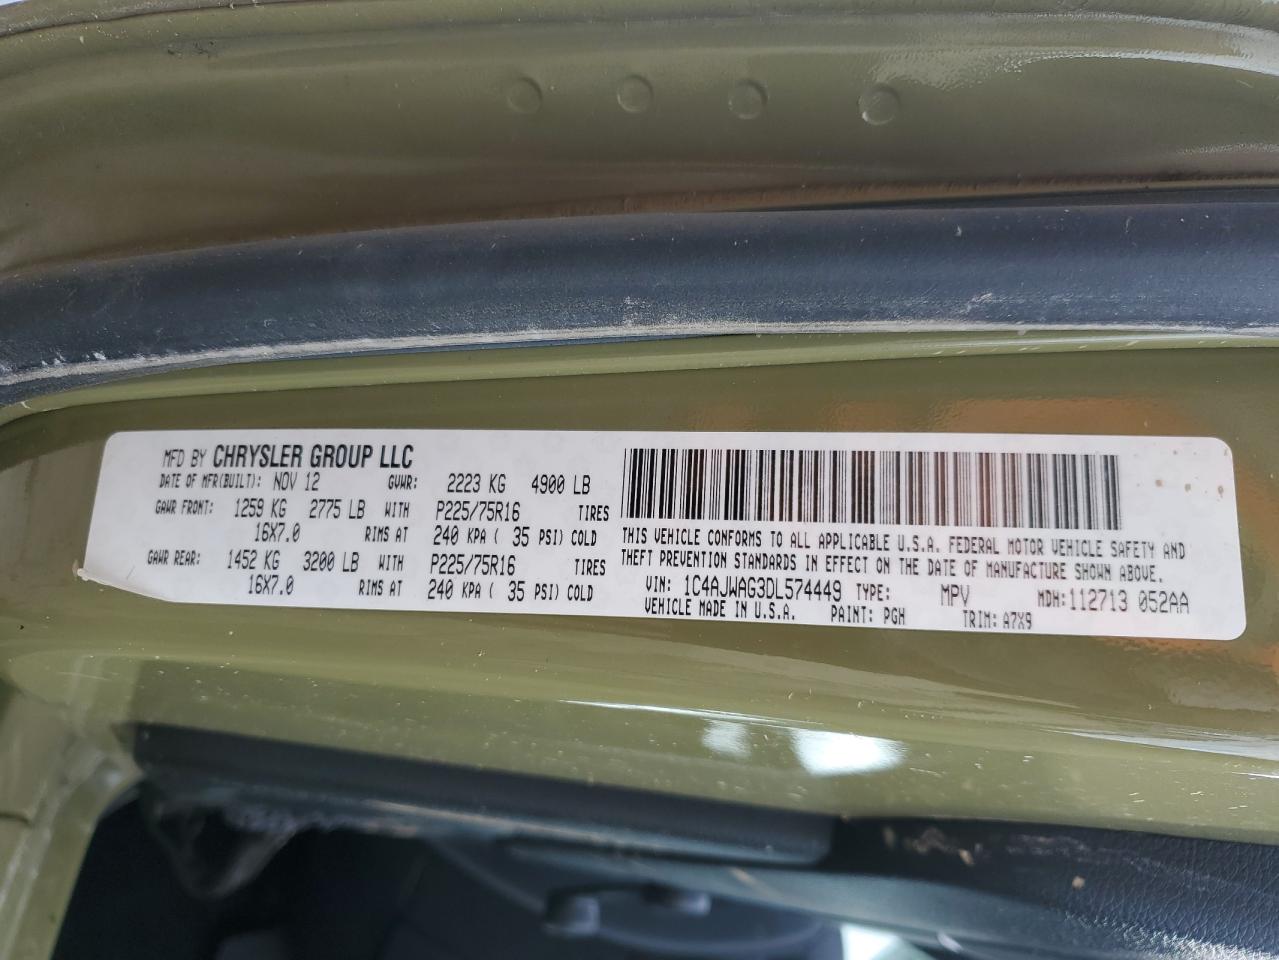 MFD BY CHRYSLER GROUP LLC
DATE OF MFR(BUILT): NOV 12 GVWR: 2223 KG 4900 LB
GAWR FRONT: 1259 KG 2775 LB WITH P225/75R16 TIRES
16X7.0 RIMS AT 240 KPA ( 35 PSI) COLD
GAWR REAR: 1452 KG 3200 LB WITH P225/75R16 TIRES
16X7.0 RIMS AT 240 KPA ( 35 PSI) COLD
THIS VEHICLE CONFORMS TO ALL APPLICABLE U.S.A. FEDERAL MOTOR VEHICLE SAFETY AND
THEFT PREVENTION STANDARDS IN EFFECT ON THE DATE OF MANUFACTURE SHOWN ABOVE.
VIN: 1C4AJWAG3DL574449 TYPE: MPV MDH:112713 052AA
VEHICLE MADE IN U.S.A. PAINT: PGH TRIM: A7X9